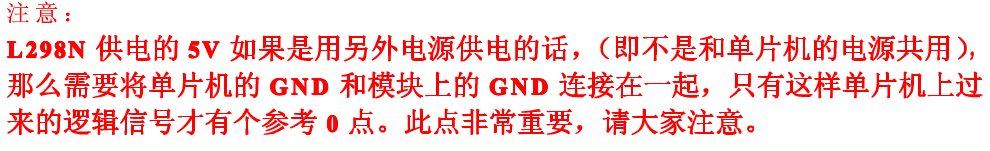 注意：
L298N 供电的 5V 如果是用另外电源供电的话，（即不是和单片机的电源共用），
那么需要将单片机的 GND 和模块上的 GND 连接在一起，只有这样单片机上过
来的逻辑信号才有个参考 0 点。此点非常重要，请大家注意。